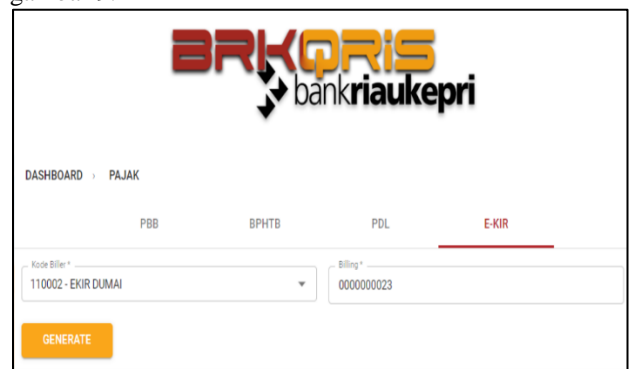 BRKQRiS
bankriaukepri
DASHBOARD › PAJAK
PBB BPHTB PDL E-KIR
Kode Biller * Billing *
110002 - EKIR DUMAI 0000000023
GENERATE